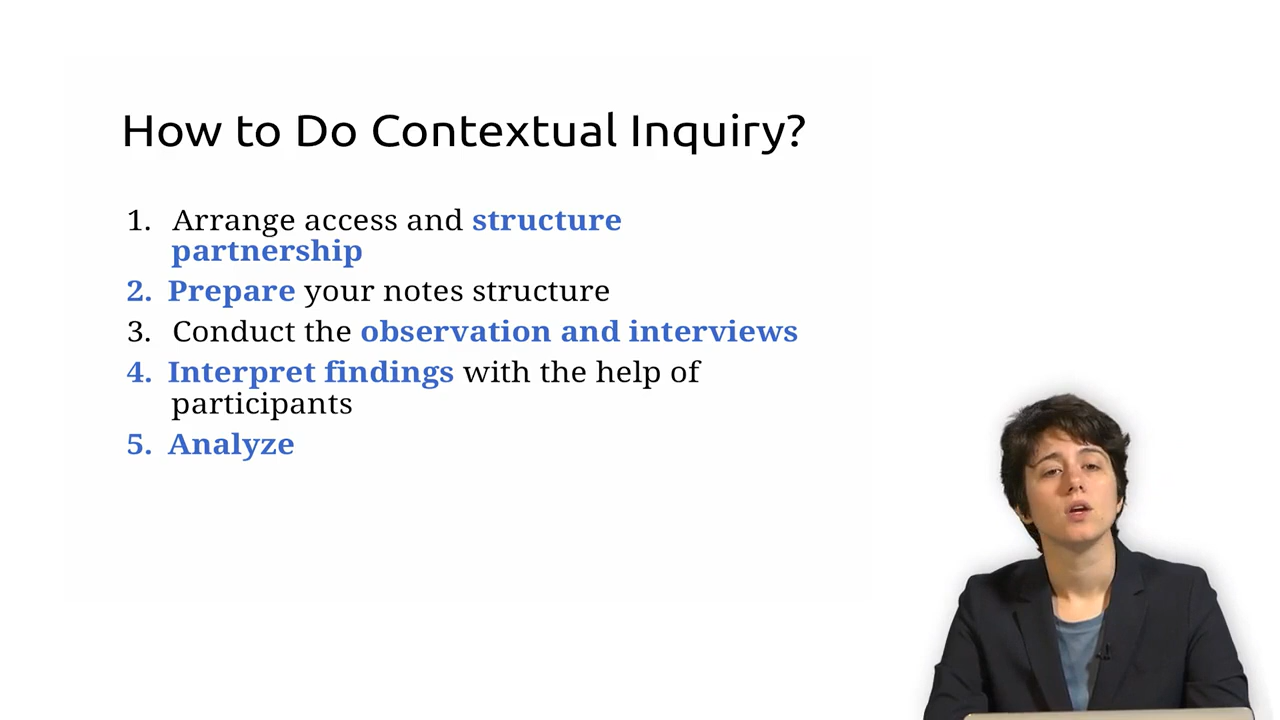 How to Do Contextual Inquiry?
1. Arrange access and structure
partnership
2. Prepare your notes structure
3. Conduct the observation and interviews
4. Interpret findings with the help of
participants
5. Analyze